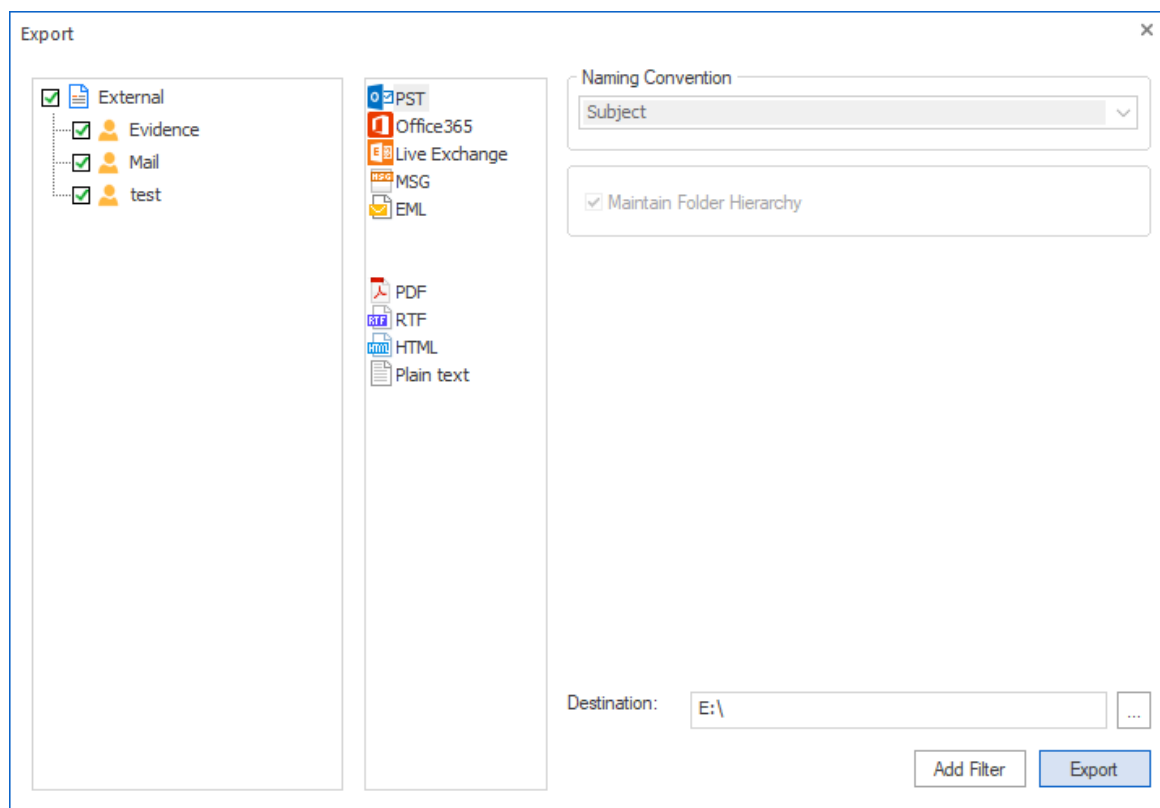 Export
External
Evidence
Mail
test
PST
Office365
Live Exchange
MSG
EML
PDF
RTF
HTML
Plain text
Naming Convention
Subject
Maintain Folder Hierarchy
Destination:
E:\
...
Add Filter
Export